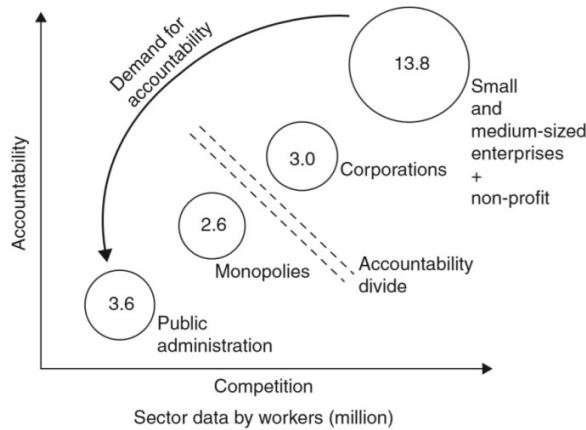 Demand for
accountability
13.8
Small
and
medium-sized
enterprises
+
non-profit
3.0
Corporations
2.6
Monopolies
Accountability
divide
3.6
Public
administration
Accountability
Competition
Sector data by workers (million)